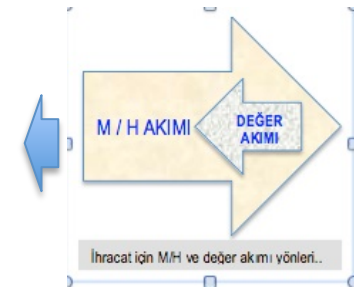 M / H AKIMI
DEĞER
AKIMI
İhracat için M/H ve değer akımı yönleri..